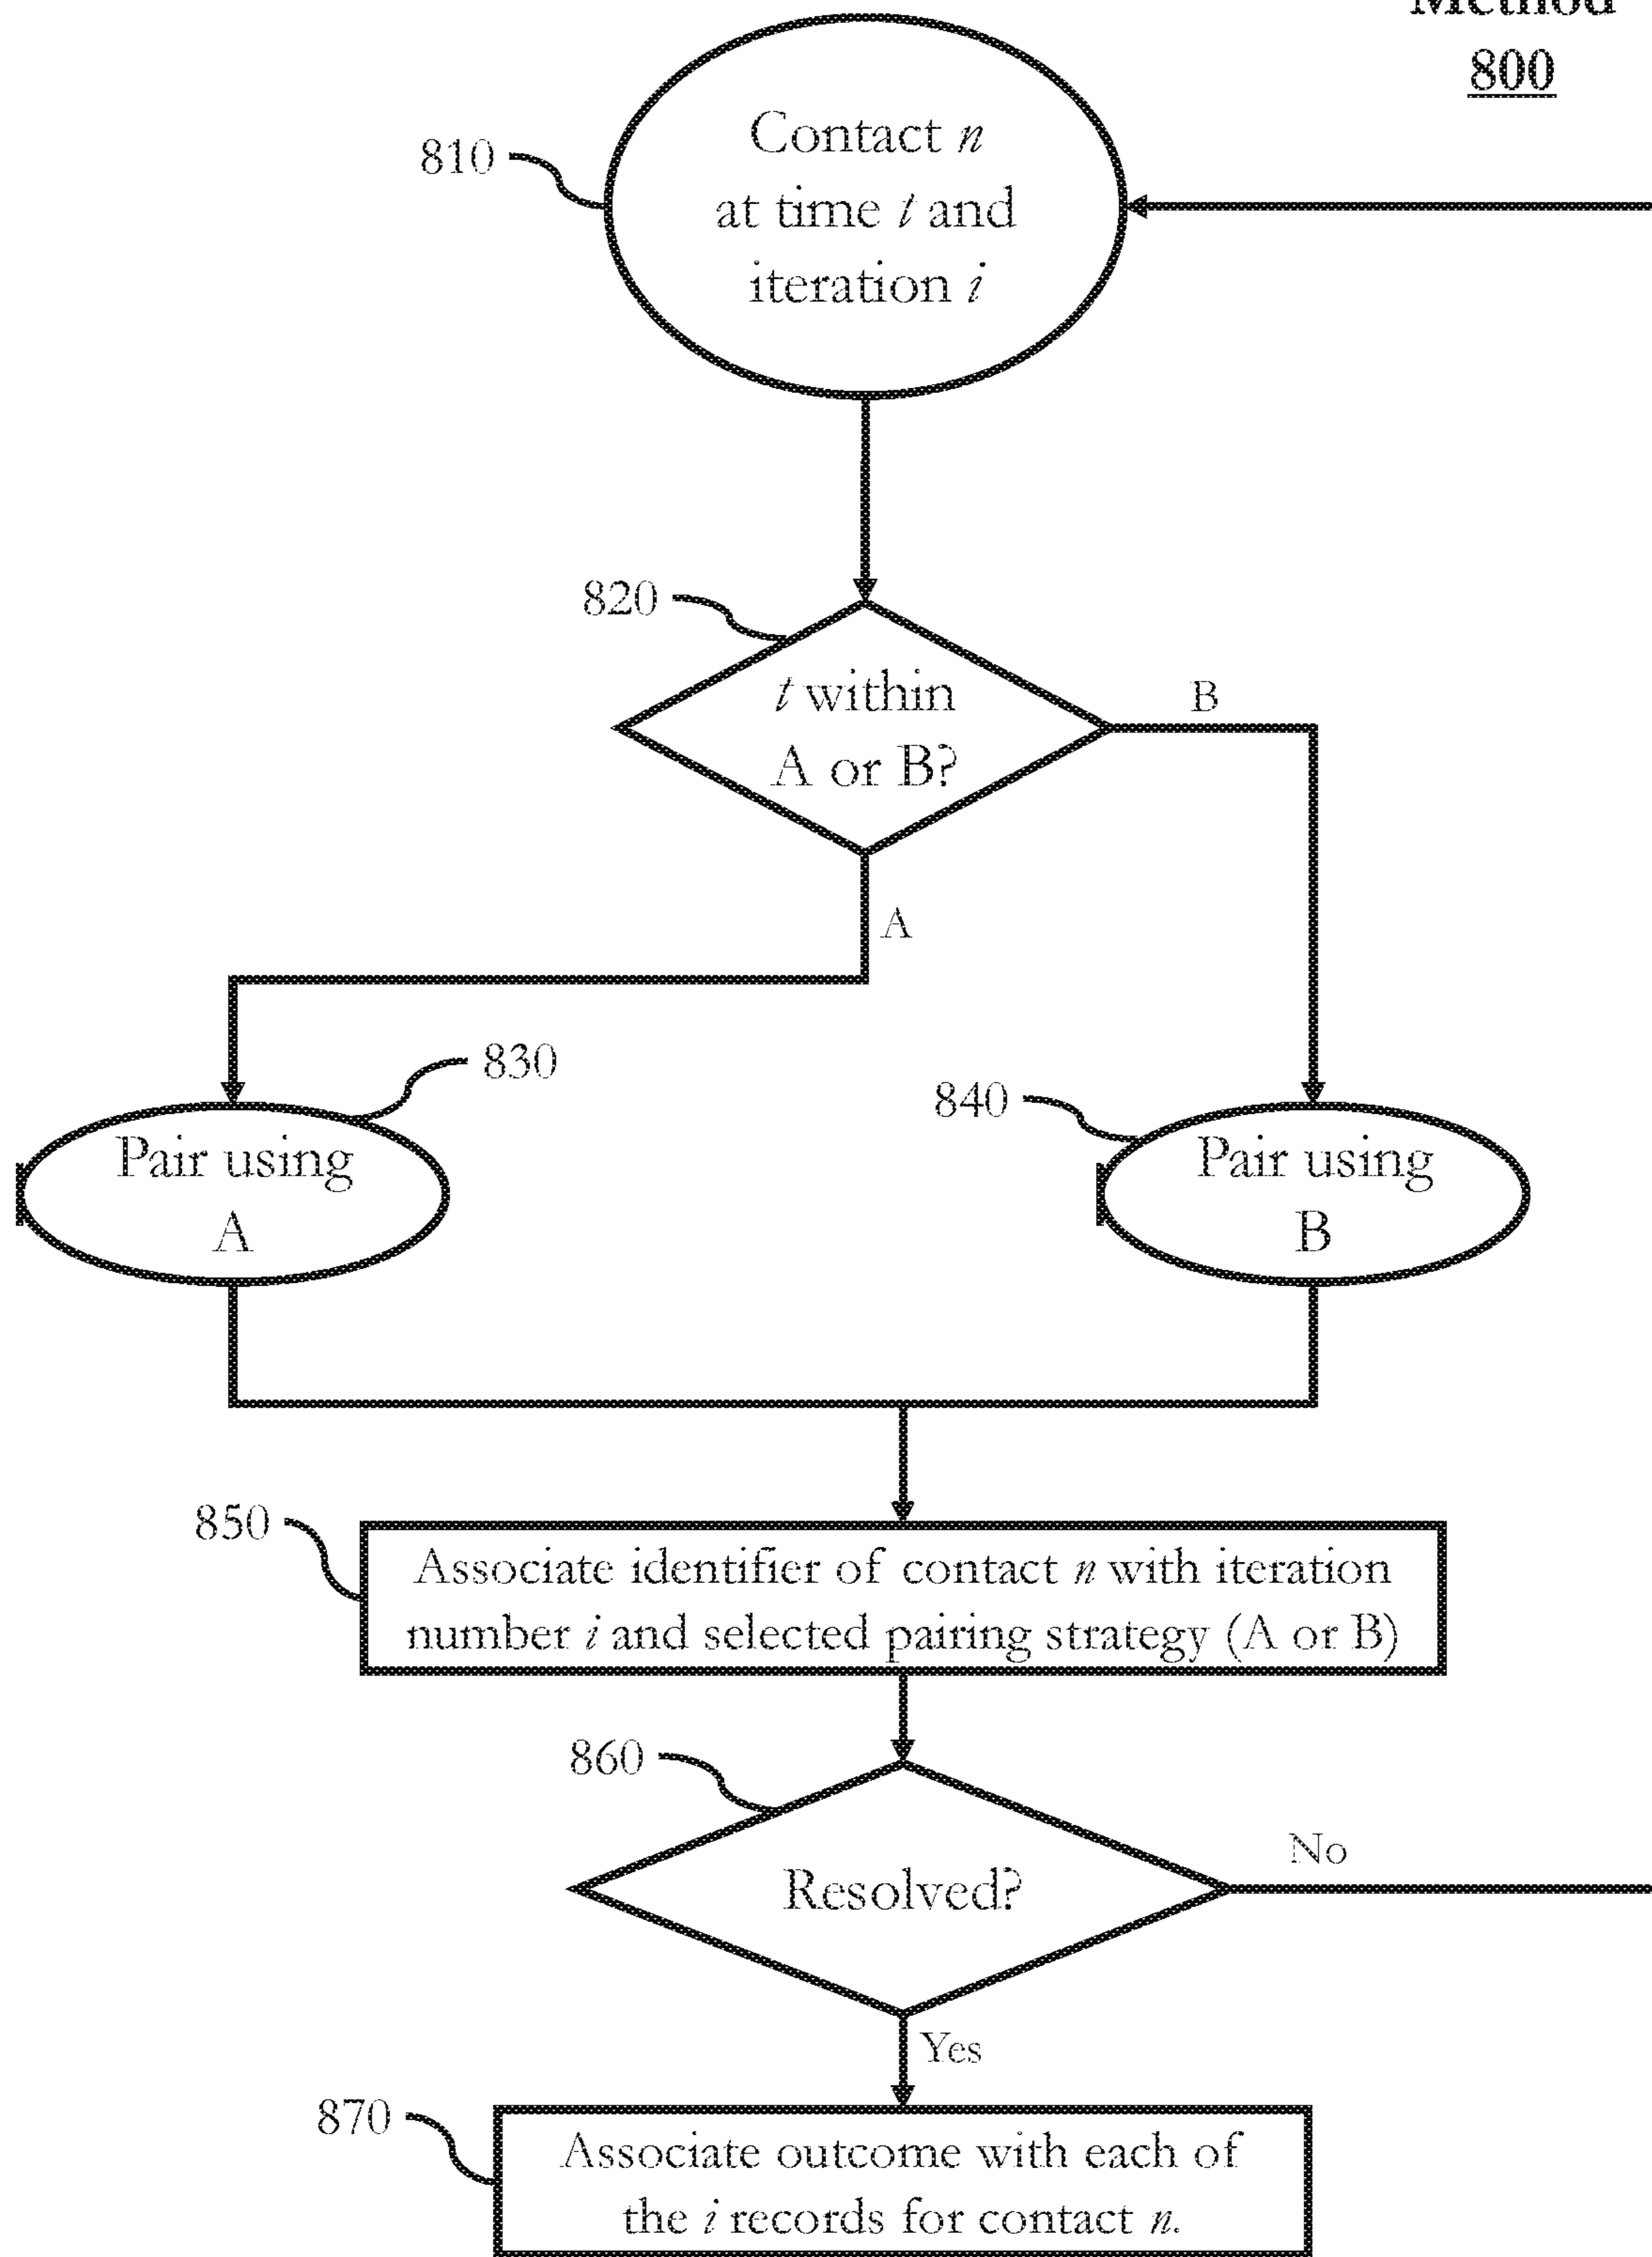 Method
800
810
Contact n
at time t and
iteration i
820
t within
A or B?
B
A
830
Pair using
A
840
Pair using
B
850
Associate identifier of contact n with iteration
number i and selected pairing strategy (A or B)
860
Resolved?
No
Yes
870
Associate outcome with each of
the i records for contact n.